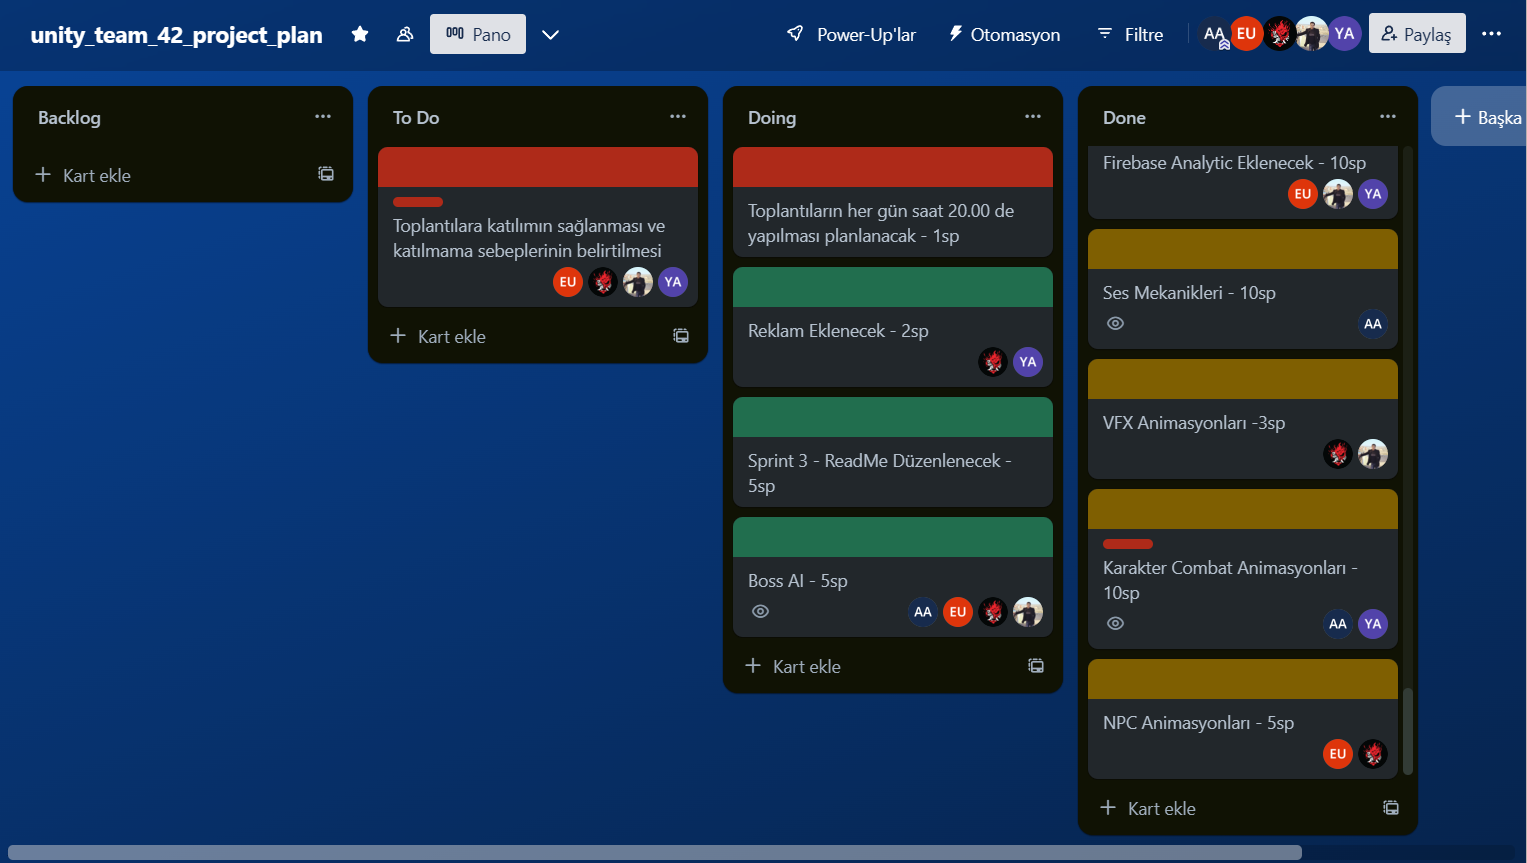 unity_team_42_project_plan
Pano
Power-Up'lar
Otomasyon
Filtre
AA
EU
YA
Paylaş
Backlog
Kart ekle
To Do
Toplantılara katılımın sağlanması ve
katılmama sebeplerinin belirtilmesi
EU
YA
Kart ekle
Doing
Toplantıların her gün saat 20.00 de
yapılması planlanacak - 1sp
Reklam Eklenecek - 2sp
YA
Sprint 3 - ReadMe Düzenlenecek -
5sp
Boss AI - 5sp
AA
EU
Kart ekle
Done
Firebase Analytic Eklenecek - 10sp
EU
YA
Ses Mekanikleri - 10sp
AA
VFX Animasyonları -3sp
Karakter Combat Animasyonları -
10sp
AA
YA
NPC Animasyonları - 5sp
EU
Kart ekle
Başka